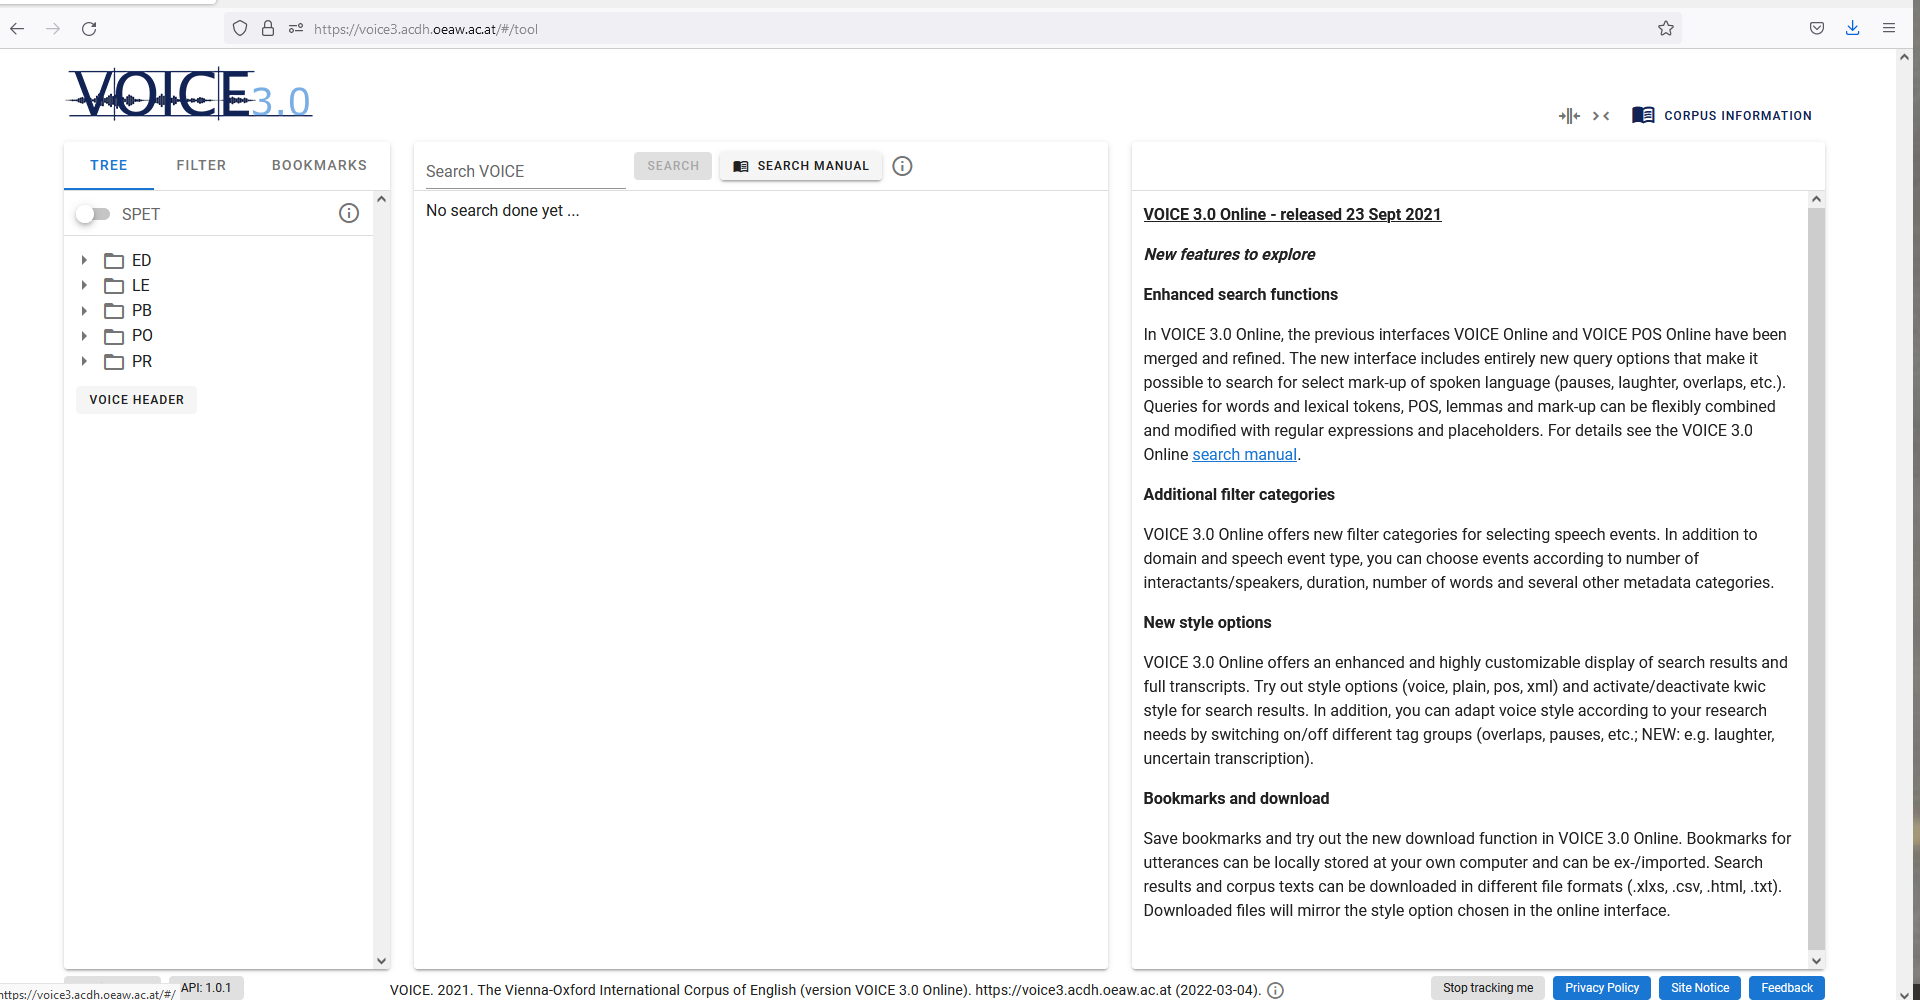 https://voice3.acdh.oeaw.ac.at/#/tool
VOICE3.0
CORPUS INFORMATION
TREE
FILTER
BOOKMARKS
Search VOICE
SEARCH
SEARCH MANUAL
SPET
ED
LE
PB
PO
PR
VOICE HEADER
No search done yet ...
VOICE 3.0 Online - released 23 Sept 2021
New features to explore
Enhanced search functions
In VOICE 3.0 Online, the previous interfaces VOICE Online and VOICE POS Online have been
merged and refined. The new interface includes entirely new query options that make it
possible to search for select mark-up of spoken language (pauses, laughter, overlaps, etc.).
Queries for words and lexical tokens, POS, lemmas and mark-up can be flexibly combined
and modified with regular expressions and placeholders. For details see the VOICE 3.0
Online search manual.
Additional filter categories
VOICE 3.0 Online offers new filter categories for selecting speech events. In addition to
domain and speech event type, you can choose events according to number of
interactants/speakers, duration, number of words and several other metadata categories.
New style options
VOICE 3.0 Online offers an enhanced and highly customizable display of search results and
full transcripts. Try out style options (voice, plain, pos, xml) and activate/deactivate kwic
style for search results. In addition, you can adapt voice style according to your research
needs by switching on/off different tag groups (overlaps, pauses, etc.; NEW: e.g. laughter,
uncertain transcription).
Bookmarks and download
Save bookmarks and try out the new download function in VOICE 3.0 Online. Bookmarks for
utterances can be locally stored at your own computer and can be ex-/imported. Search
results and corpus texts can be downloaded in different file formats (.xlxs, .csv, .html, .txt).
Downloaded files will mirror the style option chosen in the online interface.
https://voice3.acdh.oeaw.ac.at/#/
API: 1.0.1
VOICE. 2021. The Vienna-Oxford International Corpus of English (version VOICE 3.0 Online). https://voice3.acdh.oeaw.ac.at (2022-03-04).
Stop tracking me
Privacy Policy
Site Notice
Feedback